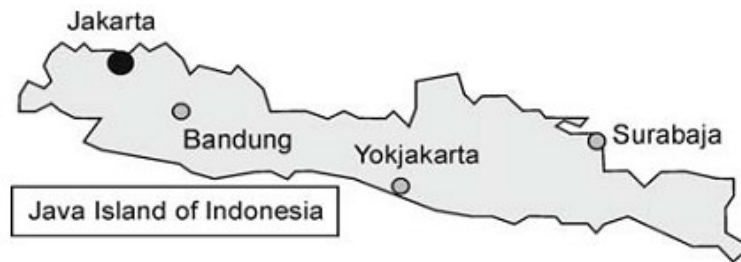 Jakarta
Bandung
Surabaja
Yokjakarta
Java Island of Indonesia